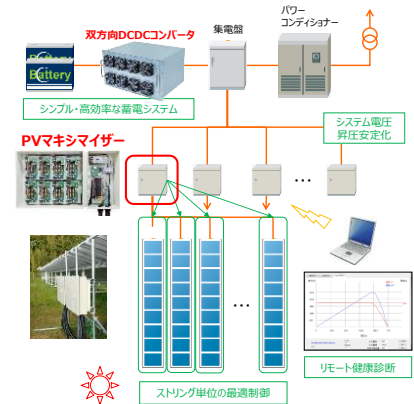 双方向DCDCコンバータ
集電盤
パワー
コンディショナー
Battery
Battery
シンプル・高効率な蓄電システム
システム電圧
昇圧安定化
PVマキシマイザー
…
…
リモート健康診断
ストリング単位の最適制御